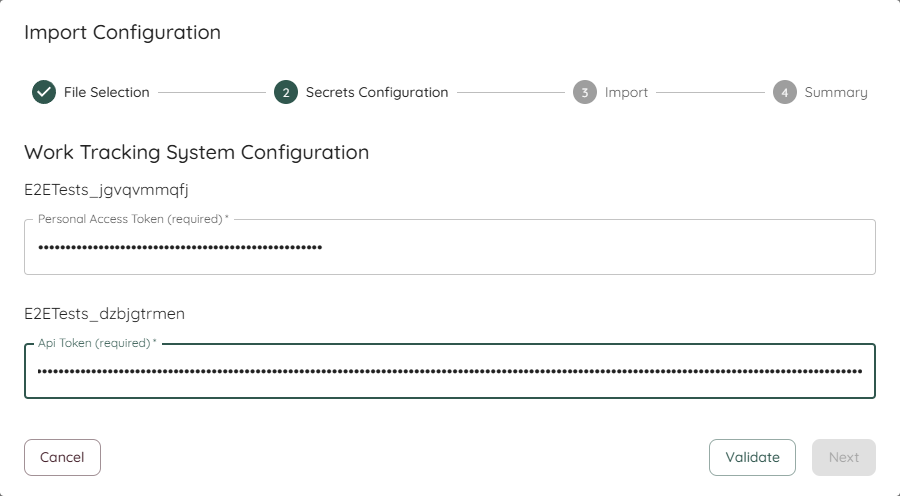 Import Configuration
File Selection
2 Secrets Configuration
3 Import
4 Summary
Work Tracking System Configuration
E2ETests_jgvqvmmqfj
Personal Access Token (required) *
E2ETests_dzbjgtrmen
Api Token (required) *
Cancel
Validate
Next